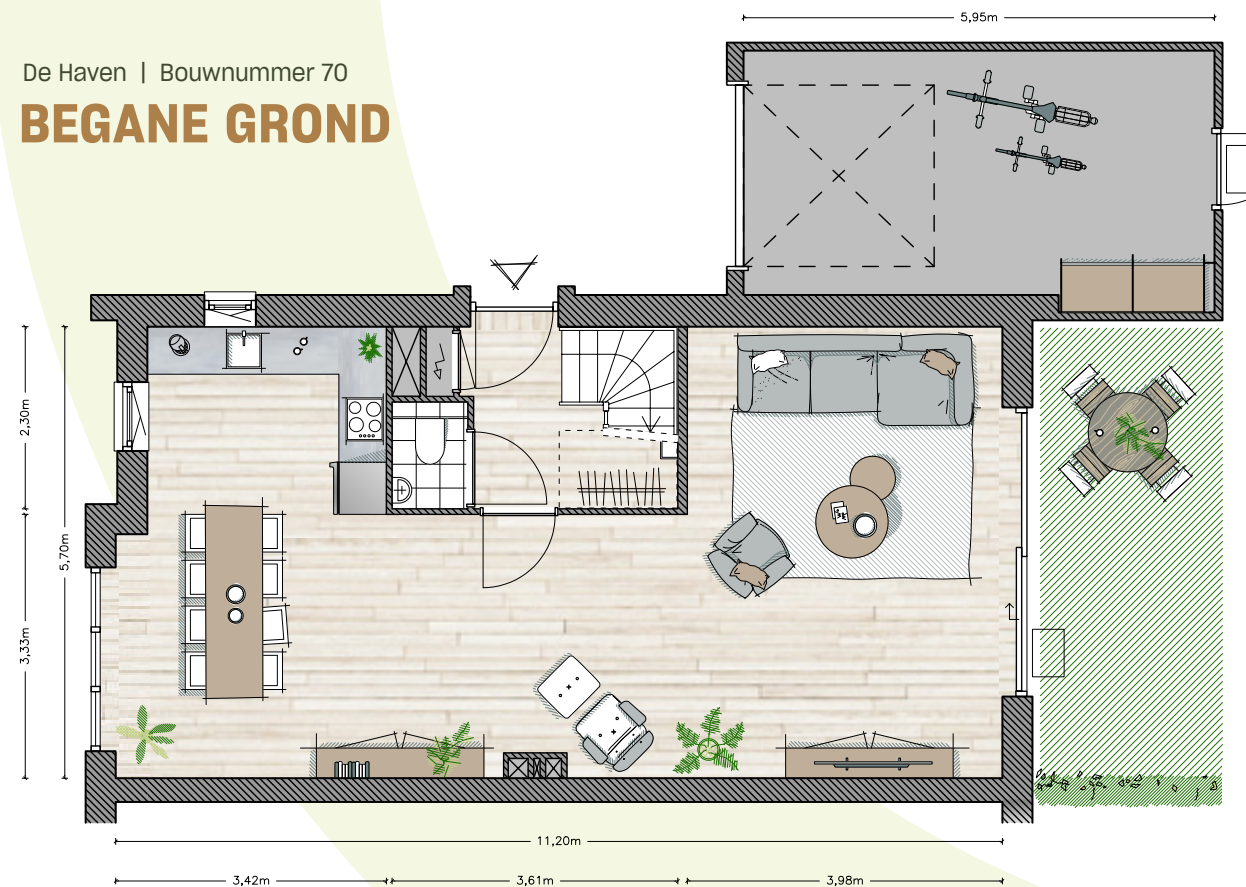 5,95m
De Haven | Bouwnummer 70
BEGANE GROND
2,30m
5,70m
3,33m
11,20m
3,42m
3,61m
3,98m